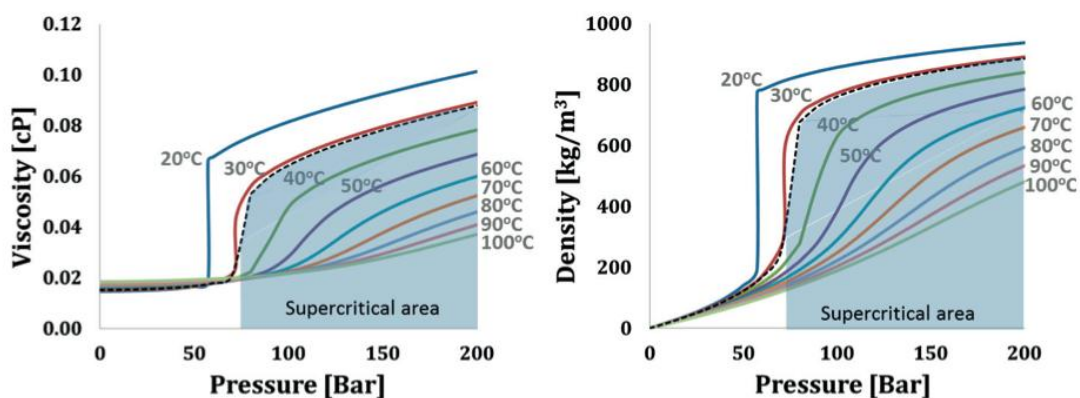 Viscosity [cP]
0.12
0.10
0.08
0.06
0.04
0.02
0.00
20°C
30°C
40°C
50°C
60°C
70°C
80°C
90°C
100°C
Supercritical area
0
50
100
150
200
Pressure [Bar]
Density [kg/m³]
1000
800
600
400
200
0
20°C
30°C
40°C
50°C
60°C
70°C
80°C
90°C
100°C
Supercritical area
0
50
100
150
200
Pressure [Bar]